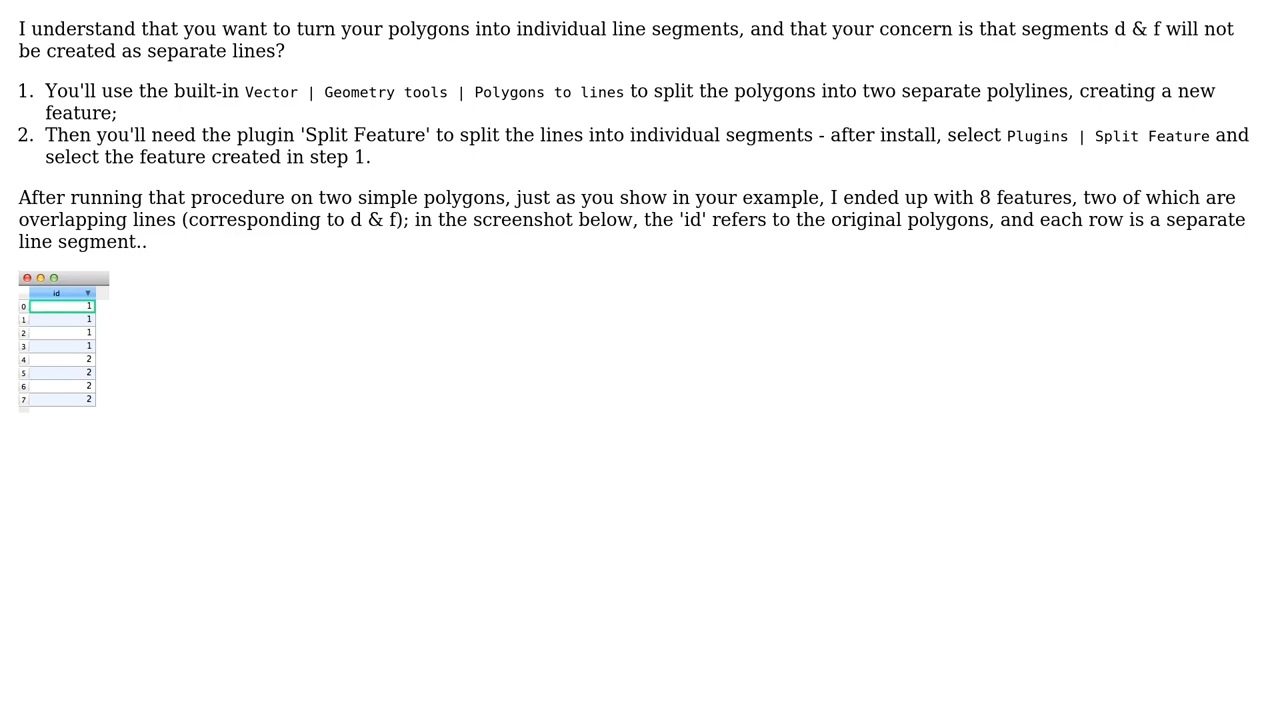 I understand that you want to turn your polygons into individual line segments, and that your concern is that segments d & f will not
be created as separate lines?
1. You'll use the built-in Vector | Geometry tools | Polygons to lines to split the polygons into two separate polylines, creating a new
feature;
2. Then you'll need the plugin 'Split Feature' to split the lines into individual segments - after install, select Plugins | Split Feature and
select the feature created in step 1.
After running that procedure on two simple polygons, just as you show in your example, I ended up with 8 features, two of which are
overlapping lines (corresponding to d & f); in the screenshot below, the 'id' refers to the original polygons, and each row is a separate
line segment..
id
0 1
1 1
2 1
3 1
4 2
5 2
6 2
7 2